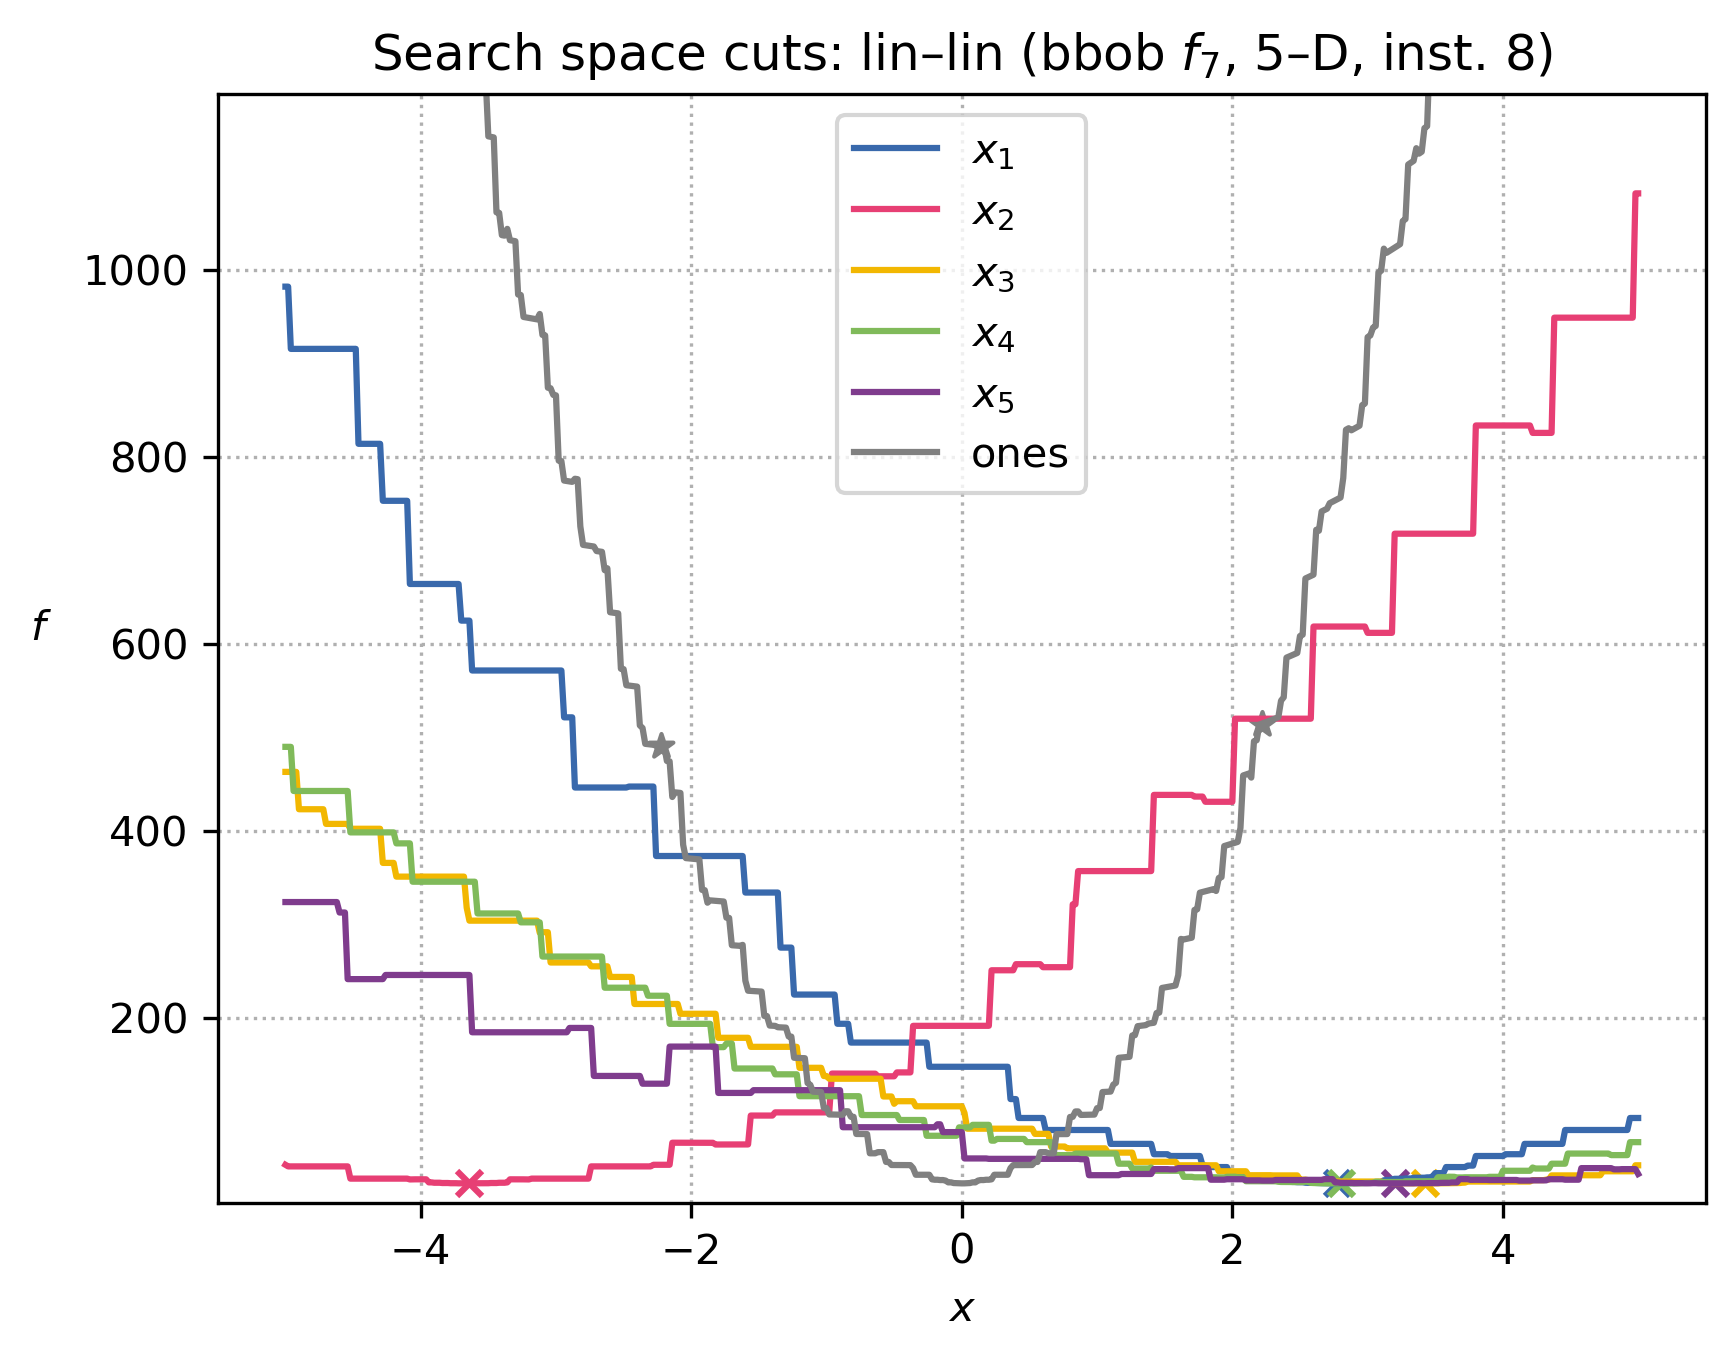 Search space cuts: lin–lin (bbob f₇, 5–D, inst. 8)
x₁
x₂
x₃
x₄
x₅
ones
1000
800
600
400
200
f
−4 −2 0 2 4
x